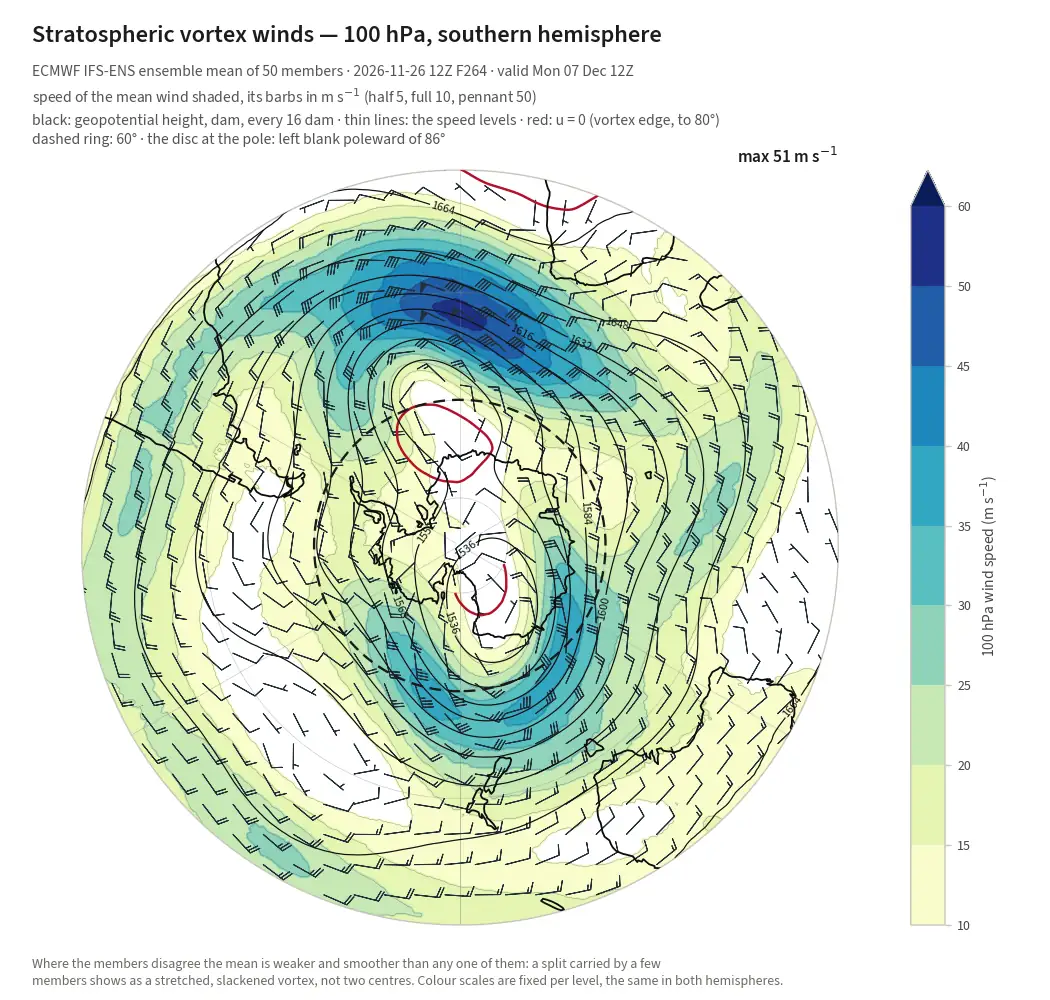 Stratospheric vortex winds — 100 hPa, southern hemisphere
ECMWF IFS-ENS ensemble mean of 50 members · 2026-11-26 12Z F264 · valid Mon 07 Dec 12Z
speed of the mean wind shaded, its barbs in m s⁻¹ (half 5, full 10, pennant 50)
black: geopotential height, dam, every 16 dam · thin lines: the speed levels · red: u = 0 (vortex edge, to 80°)
dashed ring: 60° · the disc at the pole: left blank poleward of 86°
max 51 m s⁻¹
1664
1648
1616
1632
1584
1536
1600
1536
60
50
45
40
35
30
25
20
15
10
100 hPa wind speed (m s⁻¹)
Where the members disagree the mean is weaker and smoother than any one of them: a split carried by a few
members shows as a stretched, slackened vortex, not two centres. Colour scales are fixed per level, the same in both hemispheres.